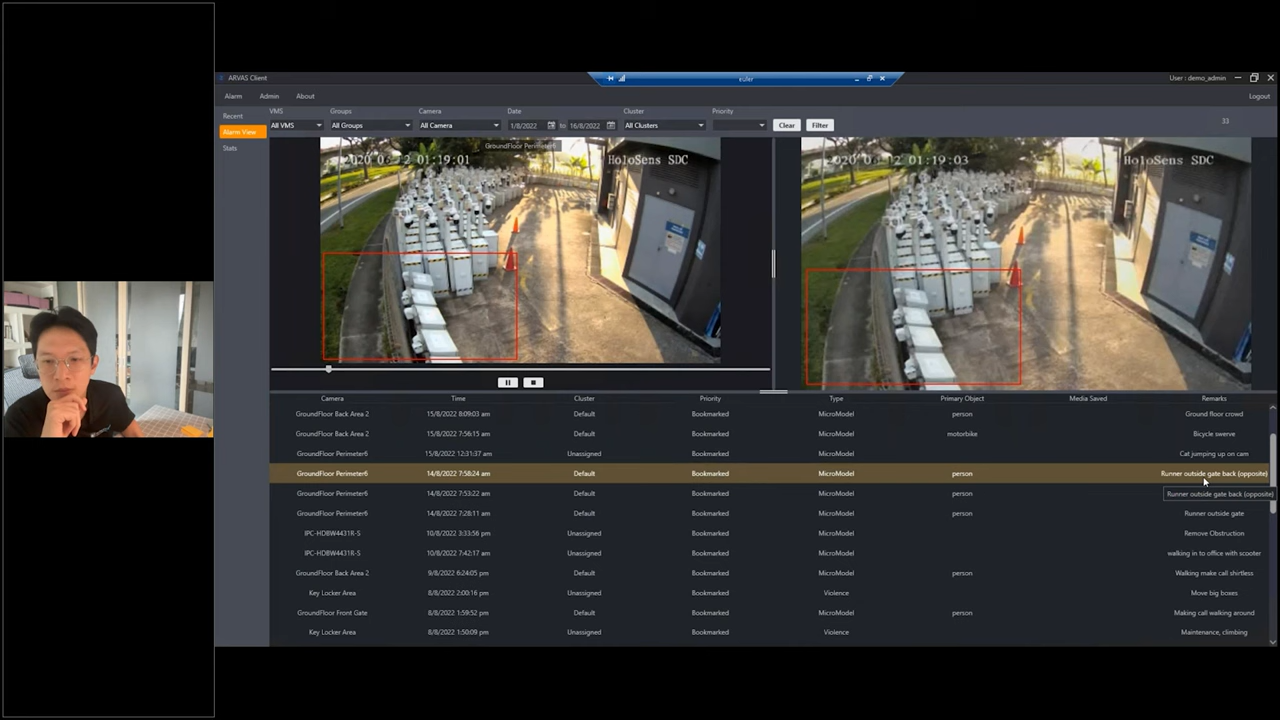 ARVAS Client
euler
User : demo_admin
Alarm Admin About
Logout
Recent
Alarm View
Stats
VMS Groups Camera Date Cluster Priority
All VMS All Groups All Camera 1/8/2022 to 16/8/2022 All Clusters Clear Filter 33
GroundFloor Perimeter6
01:19:01 HoloSens SDC
01:19:03 HoloSens SDC
Camera Time Cluster Priority Type Primary Object Media Saved Remarks
GroundFloor Back Area 2 15/8/2022 8:09:03 am Default Bookmarked MicroModel person Ground floor crowd
GroundFloor Back Area 2 15/8/2022 7:56:15 am Default Bookmarked MicroModel motorbike Bicycle swerve
GroundFloor Perimeter6 15/8/2022 12:31:37 am Unassigned Bookmarked MicroModel Cat jumping up on cam
GroundFloor Perimeter6 14/8/2022 7:58:24 am Default Bookmarked MicroModel person Runner outside gate back (opposite)
GroundFloor Perimeter6 14/8/2022 7:53:22 am Default Bookmarked MicroModel person Runner outside gate back (opposite)
GroundFloor Perimeter6 14/8/2022 7:28:11 am Default Bookmarked MicroModel person Runner outside gate
IPC-HDBW4431R-S 10/8/2022 3:33:56 pm Unassigned Bookmarked MicroModel Remove Obstruction
IPC-HDBW4431R-S 10/8/2022 7:42:17 am Unassigned Bookmarked MicroModel walking in to office with scooter
GroundFloor Back Area 2 9/8/2022 6:24:05 pm Default Bookmarked MicroModel person Walking make call shirtless
Key Locker Area 8/8/2022 2:00:16 pm Unassigned Bookmarked Violence Move big boxes
GroundFloor Front Gate 8/8/2022 1:59:52 pm Default Bookmarked MicroModel person Making call walking around
Key Locker Area 8/8/2022 1:50:09 pm Unassigned Bookmarked Violence Maintenance, climbing